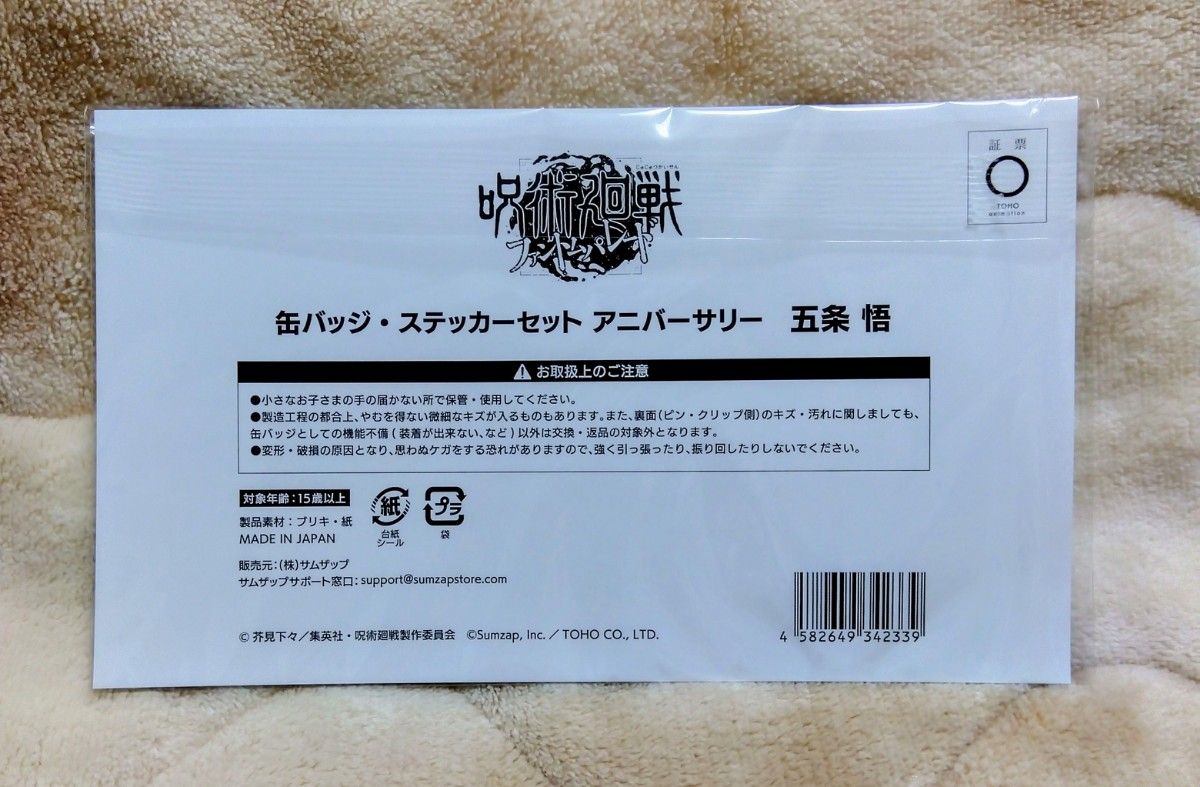 証票
TOHO
animation
じゅじゅつかいせん
呪術廻戦
ファントムパレード
缶バッジ・ステッカーセット アニバーサリー 五条 悟
お取扱上のご注意
●小さなお子さまの手の届かない所で保管・使用してください。
●製造工程の都合上、やむを得ない微細なキズが入るものもあります。また、裏面(ピン・クリップ側)のキズ・汚れに関しましても、
缶バッジとしての機能不備(装着が出来ない、など)以外は交換・返品の対象外となります。
●変形・破損の原因となり、思わぬケガをする恐れがありますので、強く引っ張ったり、振り回したりしないでください。
対象年齢：15歳以上
紙
プラ
台紙
シール
袋
製品素材：ブリキ・紙
MADE IN JAPAN
販売元：(株)サムザップ
サムザップサポート窓口：support@sumzapstore.com
© 芥見下々／集英社・呪術廻戦製作委員会 ©Sumzap, Inc.／TOHO CO., LTD.
4 582649 342339